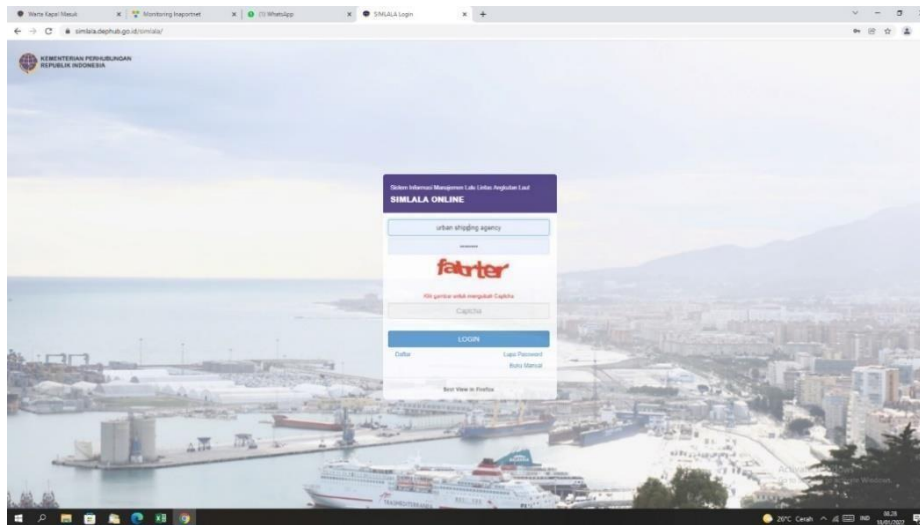 Warta Kapal Masuk
Monitoring Inaportnet
(1) WhatsApp
SIMLALA Login
simlala.dephub.go.id/simlala/
KEMENTERIAN PERHUBUNGAN
REPUBLIK INDONESIA
Sistem Informasi Manajemen Lalu Lintas Angkutan Laut
SIMLALA ONLINE
urban shipping agency
Klik gambar untuk mengubah Captcha
Captcha
LOGIN
Daftar
Lupa Password
Buku Manual
Best View in Firefox
26°C Cerah
IND